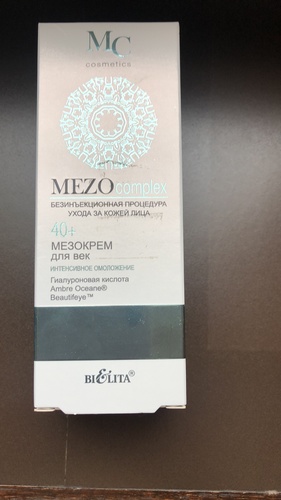 MC
cosmetics
MEZOcomplex
БЕЗИНЪЕКЦИОННАЯ ПРОЦЕДУРА
УХОДА ЗА КОЖЕЙ ЛИЦА
40+
МЕЗОКРЕМ
для век
ИНТЕНСИВНОЕ ОМОЛОЖЕНИЕ
Гиалуроновая кислота
Ambre Oceane®
Beautifeye™
BIELITA®